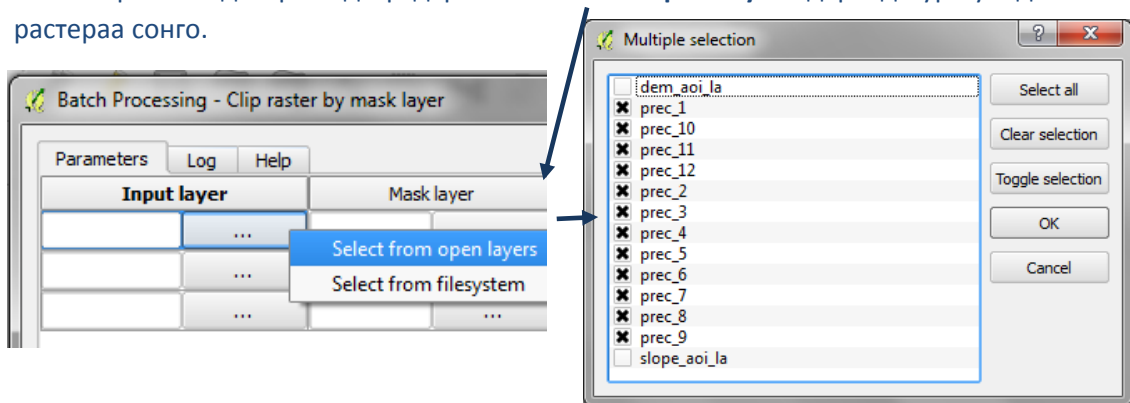 растераа сонго.
Batch Processing - Clip raster by mask layer
Parameters Log Help
Input layer Mask layer
...
Select from open layers
...
Select from filesystem
... ...
Multiple selection
dem_aoi_la
prec_1
prec_10
prec_11
prec_12
prec_2
prec_3
prec_4
prec_5
prec_6
prec_7
prec_8
prec_9
slope_aoi_la
Select all
Clear selection
Toggle selection
OK
Cancel